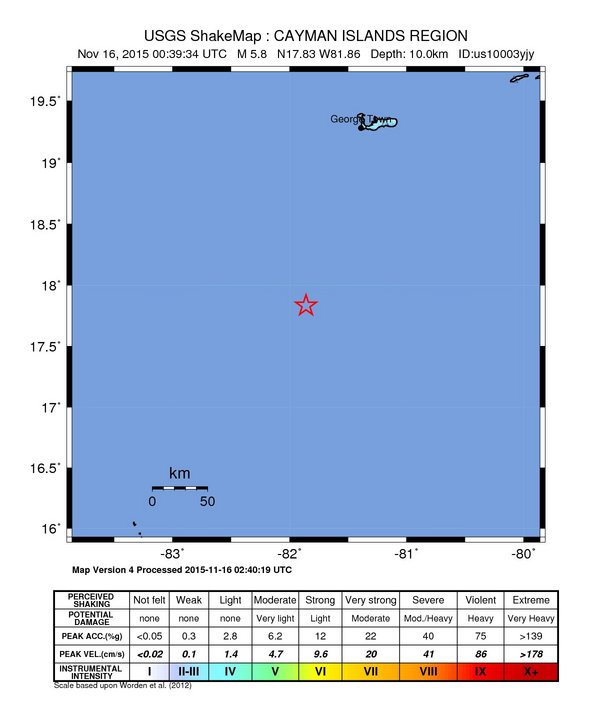 USGS ShakeMap : CAYMAN ISLANDS REGION
Nov 16, 2015 00:39:34 UTC M 5.8 N17.83 W81.86 Depth: 10.0km ID:us10003yjy
19.5°
George Town
19°
18.5°
18°
17.5°
17°
16.5°
km
0 50
16°
-83° -82° -81° -80°
Map Version 4 Processed 2015-11-16 02:40:19 UTC
PERCEIVED SHAKING Not felt Weak Light Moderate Strong Very strong Severe Violent Extreme
POTENTIAL DAMAGE none none none Very light Light Moderate Mod./Heavy Heavy Very Heavy
PEAK ACC.(%g) <0.05 0.3 2.8 6.2 12 22 40 75 >139
PEAK VEL.(cm/s) <0.02 0.1 1.4 4.7 9.6 20 41 86 >178
INSTRUMENTAL INTENSITY I II-III IV V VI VII VIII IX X+
Scale based upon Worden et al. (2012)